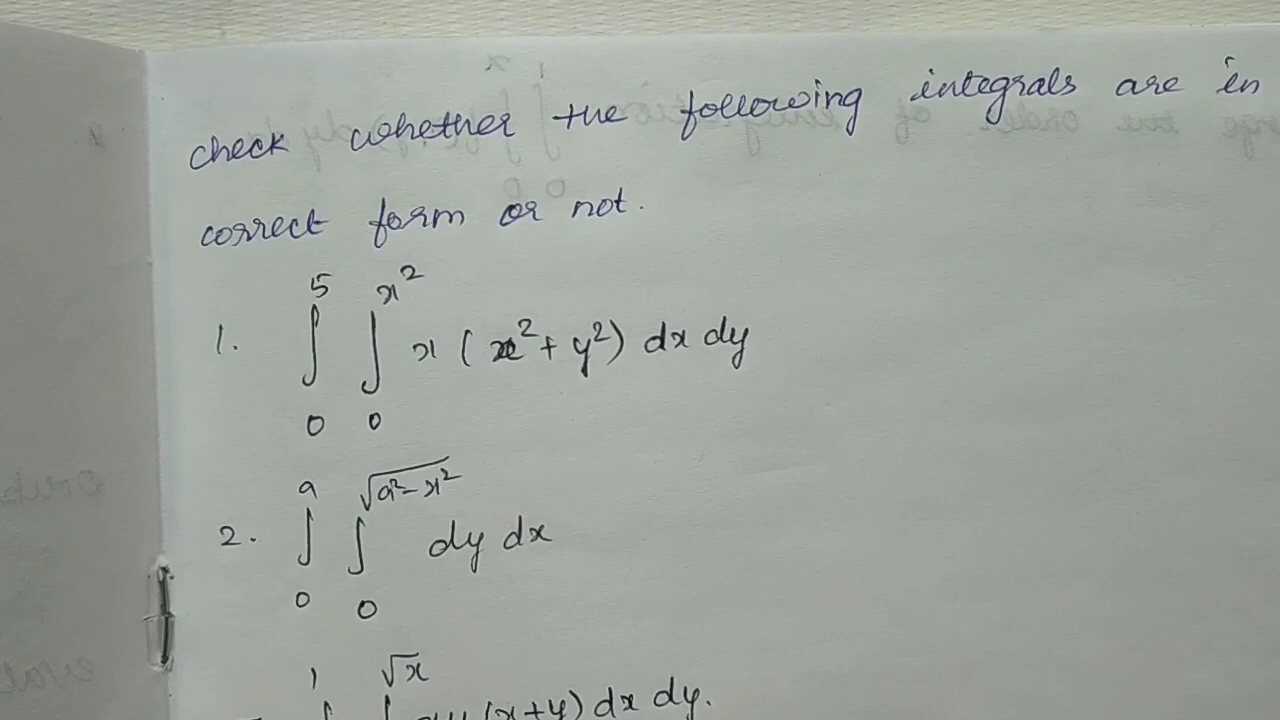 check whether the following integrals are in
correct form or not.
1. ∫₀⁵ ∫₀^{x²} x (x² + y²) dx dy
2. ∫₀^a ∫₀^{√(a²-x²)} dy dx
1 √x
(x+y) dx dy.